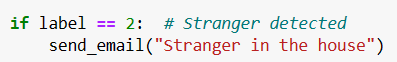 if label == 2:  # Stranger detected
    send_email("Stranger in the house")